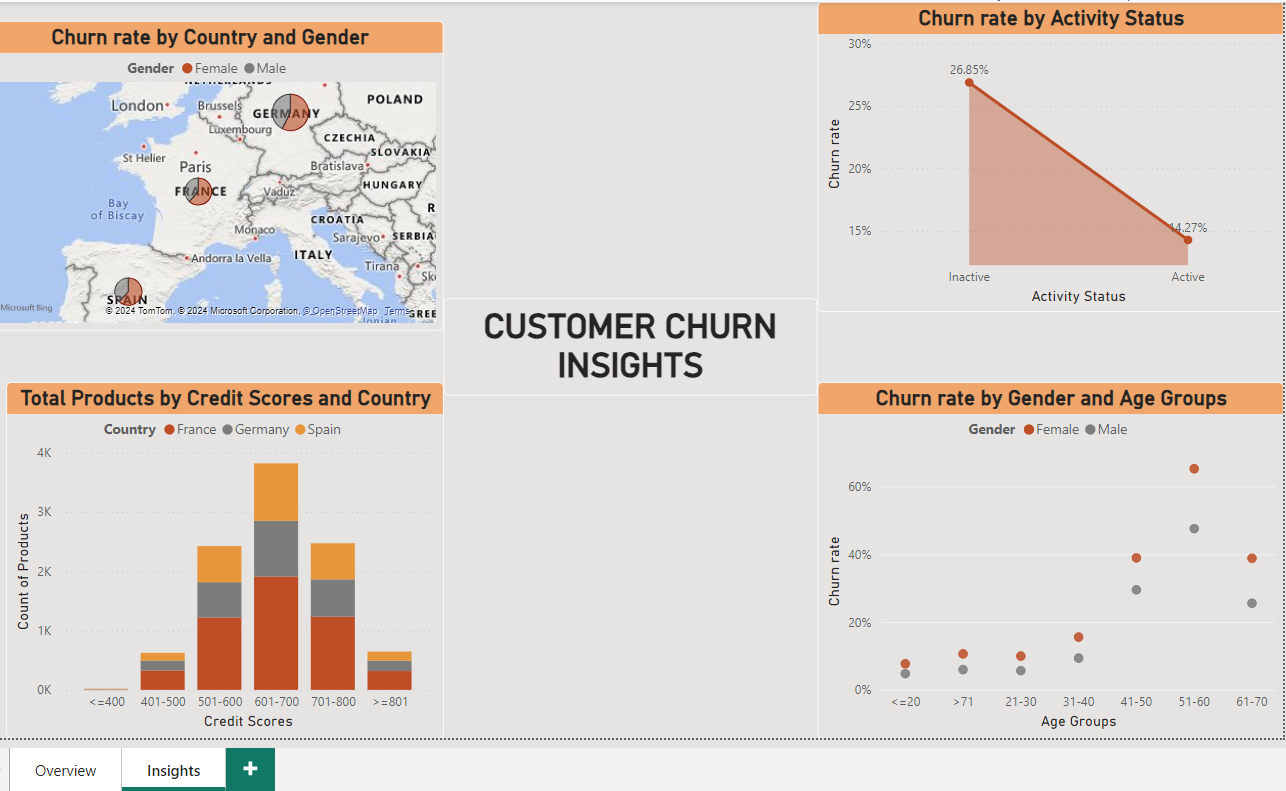 Churn rate by Country and Gender
Gender Female Male
NETHERLANDS
London
Brussels
GERMANY
POLAND
Luxembourg
CZECHIA
St Helier
SLOVAKIA
Paris
Bratislava
FRANCE
Vaduz
HUNGARY
Bay
of Biscay
CROATIA
R
Monaco
Sarajevo
SERBIA
Andorra la Vella
ITALY
Tirana
Sk
SPAIN
Microsoft Bing
© 2024 TomTom, © 2024 Microsoft Corporation, © OpenStreetMap Terms
GREE
Ionian
Churn rate by Activity Status
Churn rate
30%
25%
20%
15%
26.85%
14.27%
Inactive Active
Activity Status
CUSTOMER CHURN
INSIGHTS
Total Products by Credit Scores and Country
Country France Germany Spain
Count of Products
4K
3K
2K
1K
0K
<=400 401-500 501-600 601-700 701-800 >=801
Credit Scores
Churn rate by Gender and Age Groups
Gender Female Male
Churn rate
60%
40%
20%
0%
<=20 >71 21-30 31-40 41-50 51-60 61-70
Age Groups
Overview Insights +